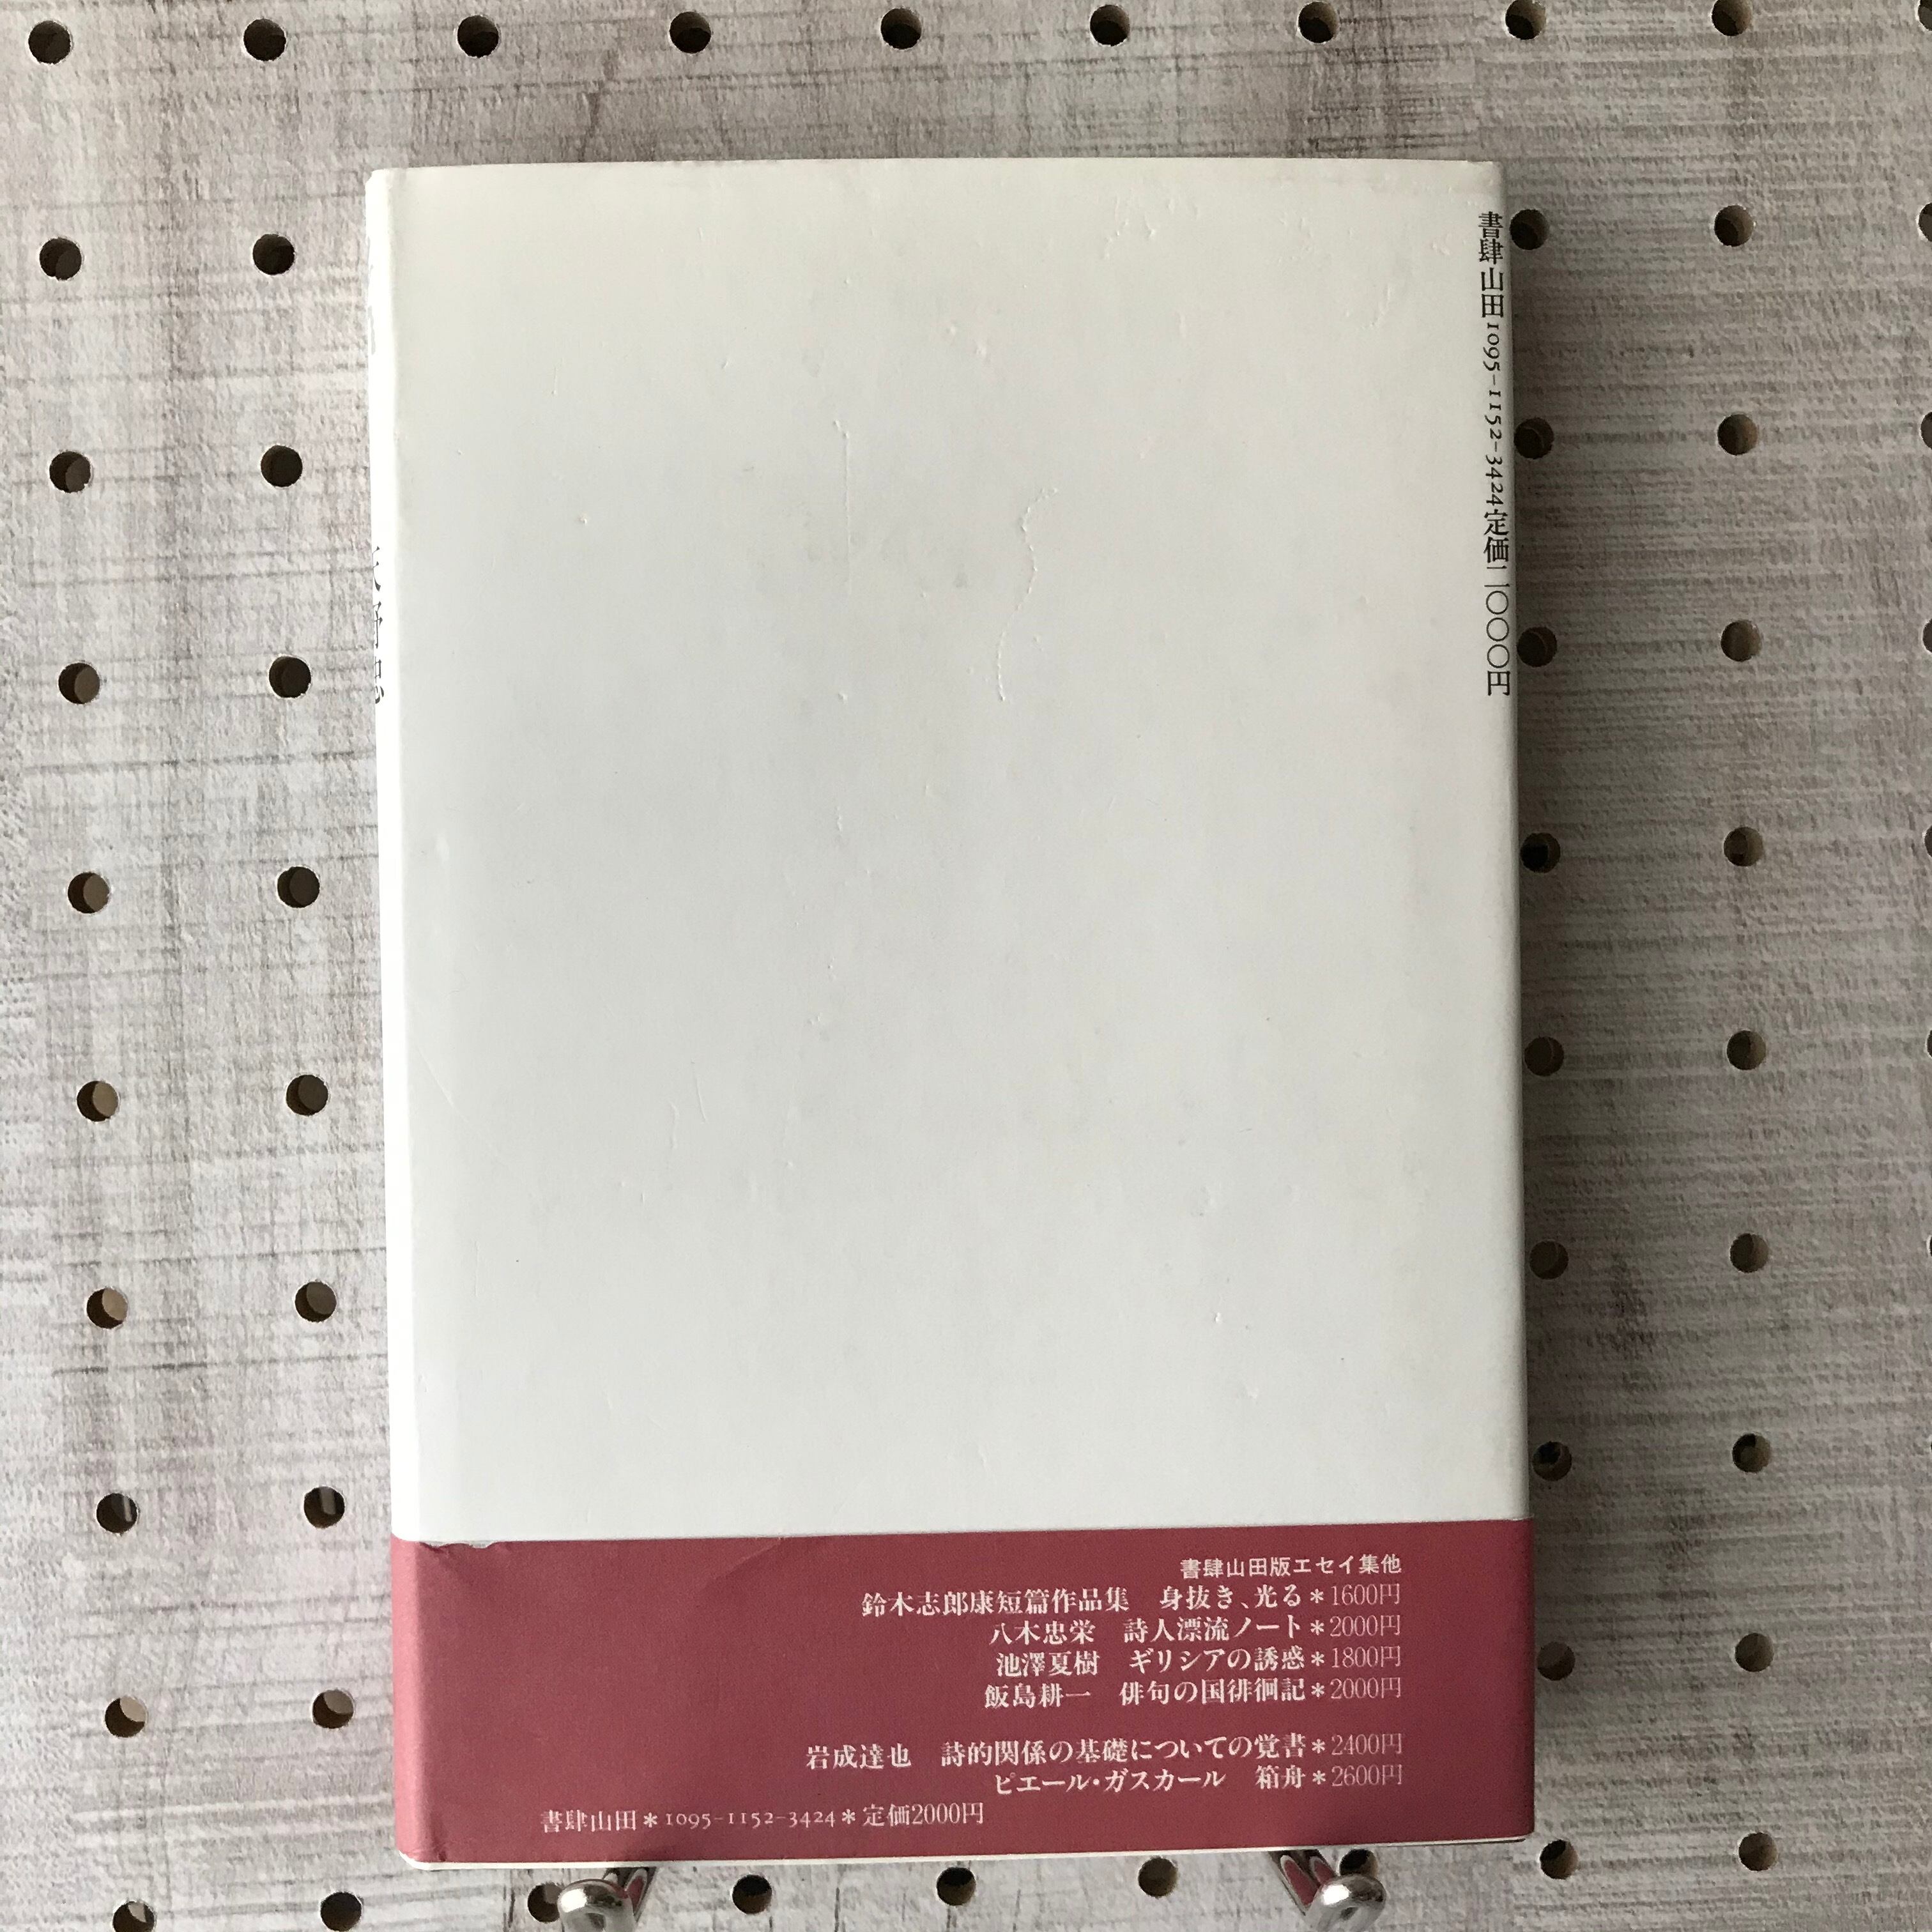 書肆山田1095-1152-3424定価二〇〇〇円
天野忠
書肆山田版エセイ集他
鈴木志郎康短篇作品集　身抜き、光る＊1600円
八木忠栄　詩人漂流ノート＊2000円
池澤夏樹　ギリシアの誘惑＊1800円
飯島耕一　俳句の国徘徊記＊2000円
岩成達也　詩的関係の基礎についての覚書＊2400円
ピエール・ガスカール　箱舟＊2600円
書肆山田＊1095-1152-3424＊定価2000円